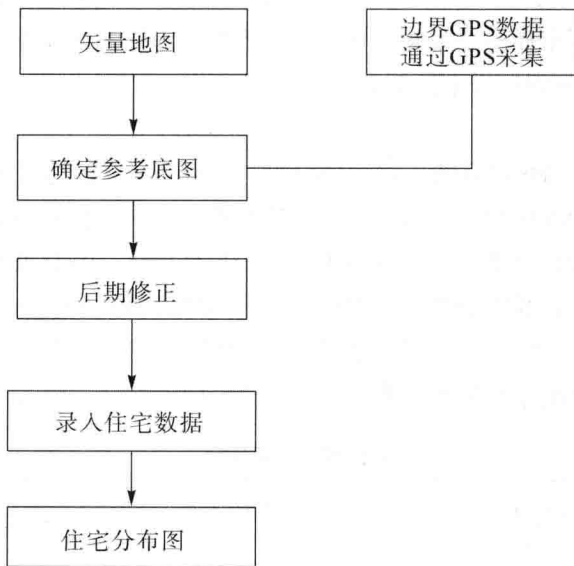 矢量地图
边界GPS数据
通过GPS采集
确定参考底图
后期修正
录入住宅数据
住宅分布图